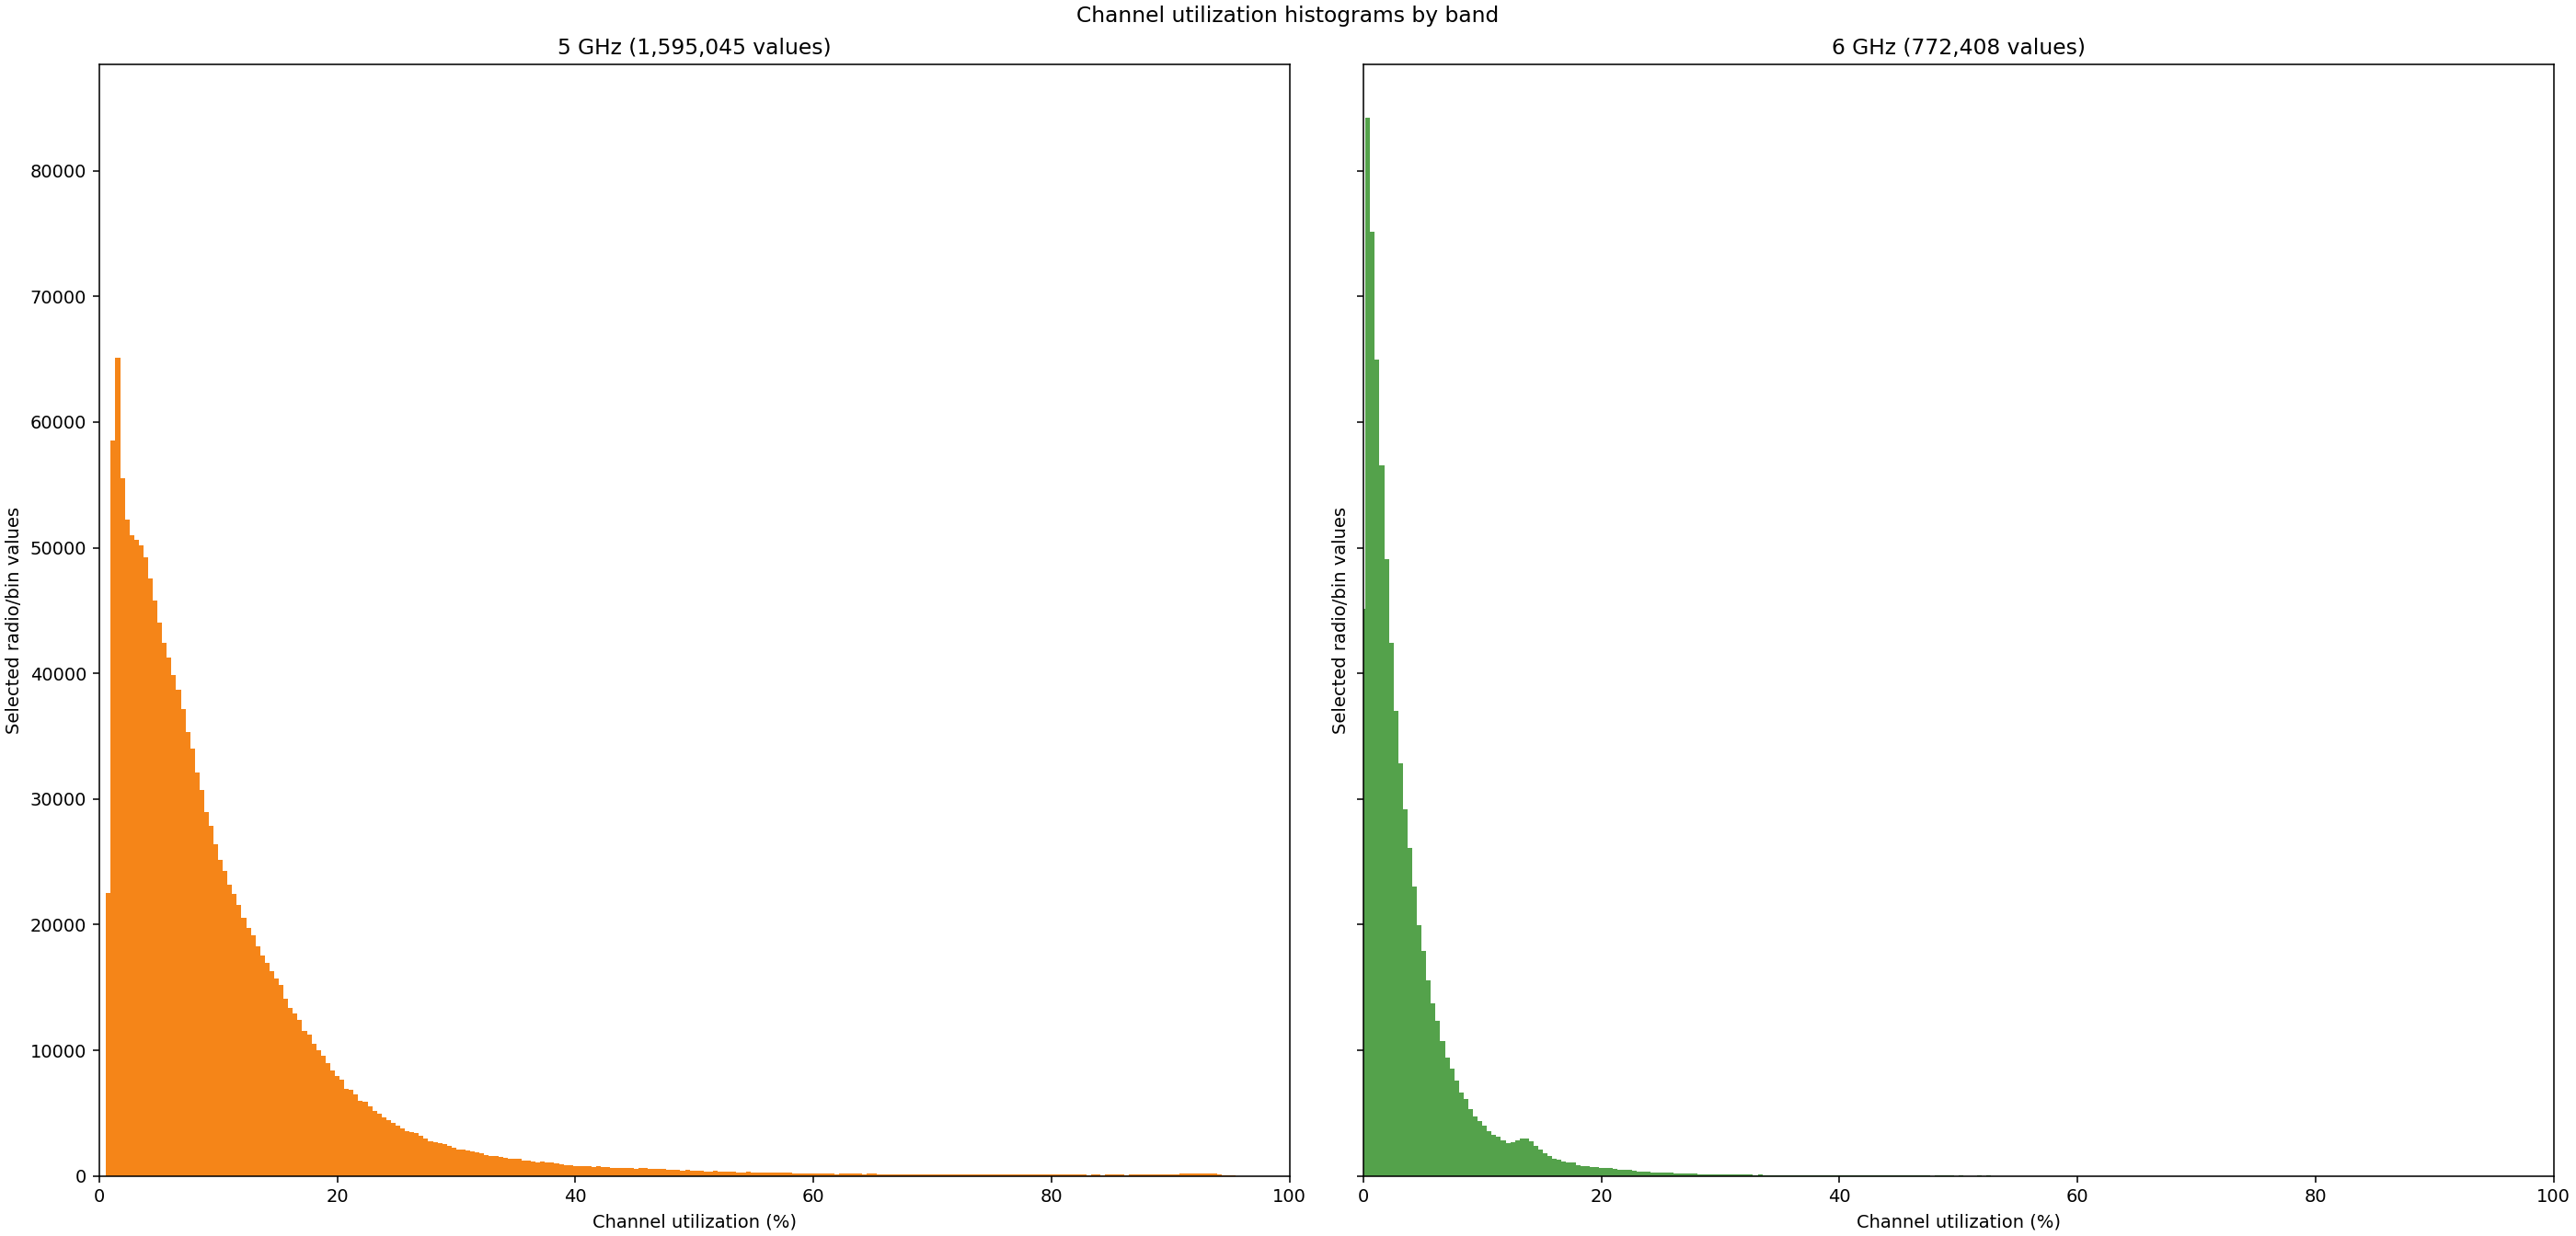 Channel utilization histograms by band
5 GHz (1,595,045 values)
Selected radio/bin values
80000
70000
60000
50000
40000
30000
20000
10000
0
0 20 40 60 80 100
Channel utilization (%)
6 GHz (772,408 values)
Selected radio/bin values
0 20 40 60 80 100
Channel utilization (%)